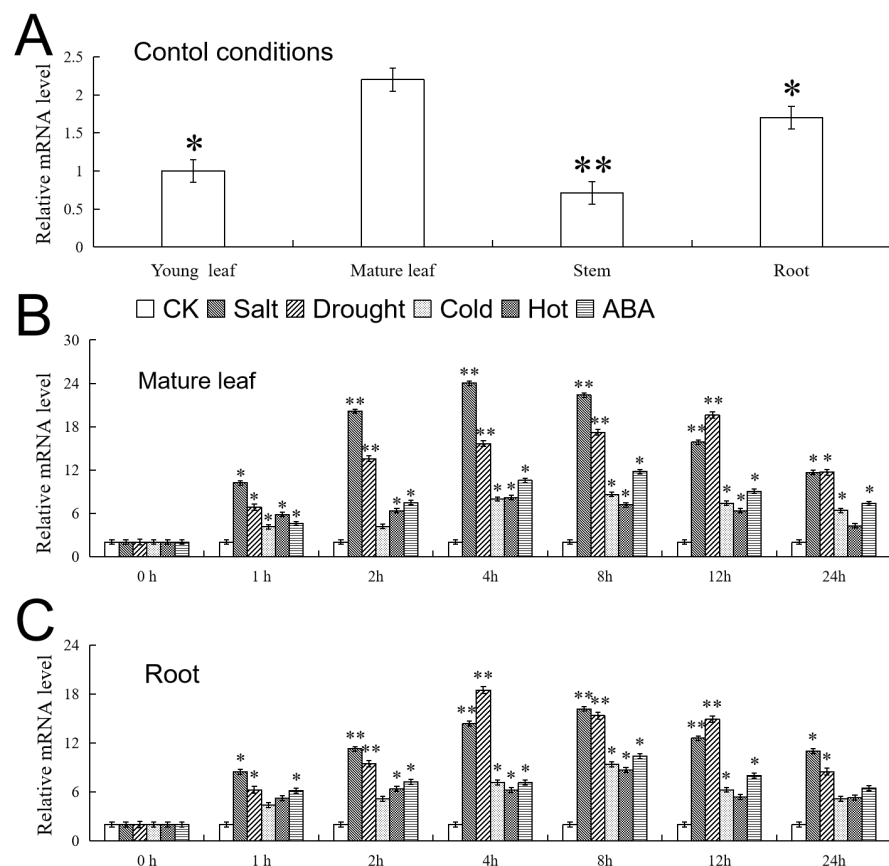 A
Contol conditions
Relative mRNA level
2.5
2
1.5
1
0.5
0
*
**
*
Young leaf Mature leaf Stem Root
CK Salt Drought Cold Hot ABA
B
Mature leaf
Relative mRNA level
30
24
18
12
6
0
* * * * *
** ** * *
** ** * * *
** ** * * *
** ** * * *
* * * *
0 h 1 h 2h 4h 8h 12h 24h
C
Root
Relative mRNA level
24
18
12
6
0
* * *
** ** * *
** ** * * *
** ** * * *
** ** * *
* *
0 h 1 h 2h 4h 8h 12h 24h